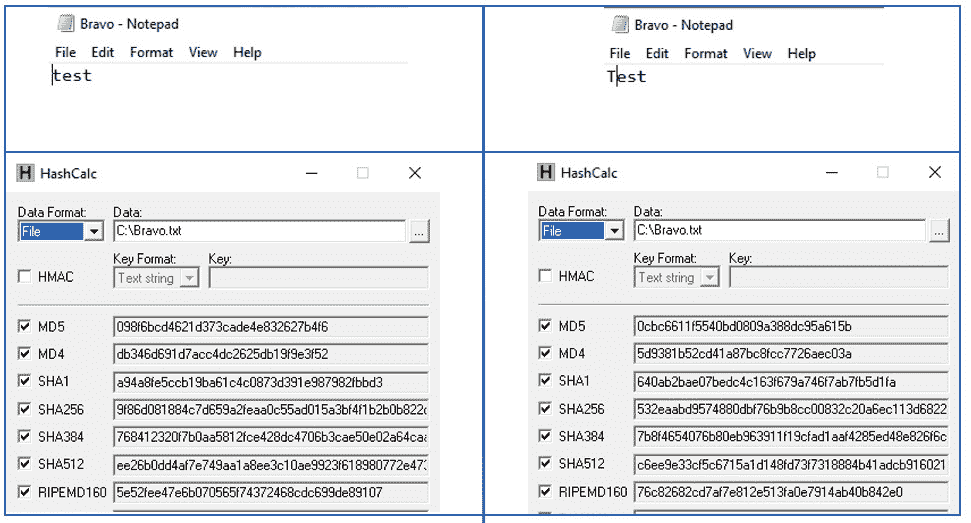 Bravo - Notepad
File Edit Format View Help
test
Bravo - Notepad
File Edit Format View Help
Test
HashCalc
Data Format: Data:
File C:\Bravo.txt ...
Key Format: Key:
HMAC Text string
MD5 098f6bcd4621d373cade4e832627b4f6
MD4 db346d691d7acc4dc2625db19f9e3f52
SHA1 a94a8fe5ccb19ba61c4c0873d391e987982fbbd3
SHA256 9f86d081884c7d659a2feaa0c55ad015a3bf4f1b2b0b822c
SHA384 768412320f7b0aa5812fce428dc4706b3cae50e02a64caa
SHA512 ee26b0dd4af7e749aa1a8ee3c10ae9923f618980772e473
RIPEMD160 5e52fee47e6b070565f74372468cdc699de89107
HashCalc
Data Format: Data:
File C:\Bravo.txt ...
Key Format: Key:
HMAC Text string
MD5 0cbc6611f5540bd0809a388dc95a615b
MD4 5d9381b52cd41a87bc8fcc7726aec03a
SHA1 640ab2bae07bedc4c163f679a746f7ab7fb5d1fa
SHA256 532eaabd9574880dbf76b9b8cc00832c20a6ec113d6822
SHA384 7b8f4654076b80eb963911f19cfad1aaf4285ed48e826f6c
SHA512 c6ee9e33cf5c6715a1d148fd73f7318884b41adcb916021
RIPEMD160 76c82682cd7af7e812e513fa0e7914ab40b842e0